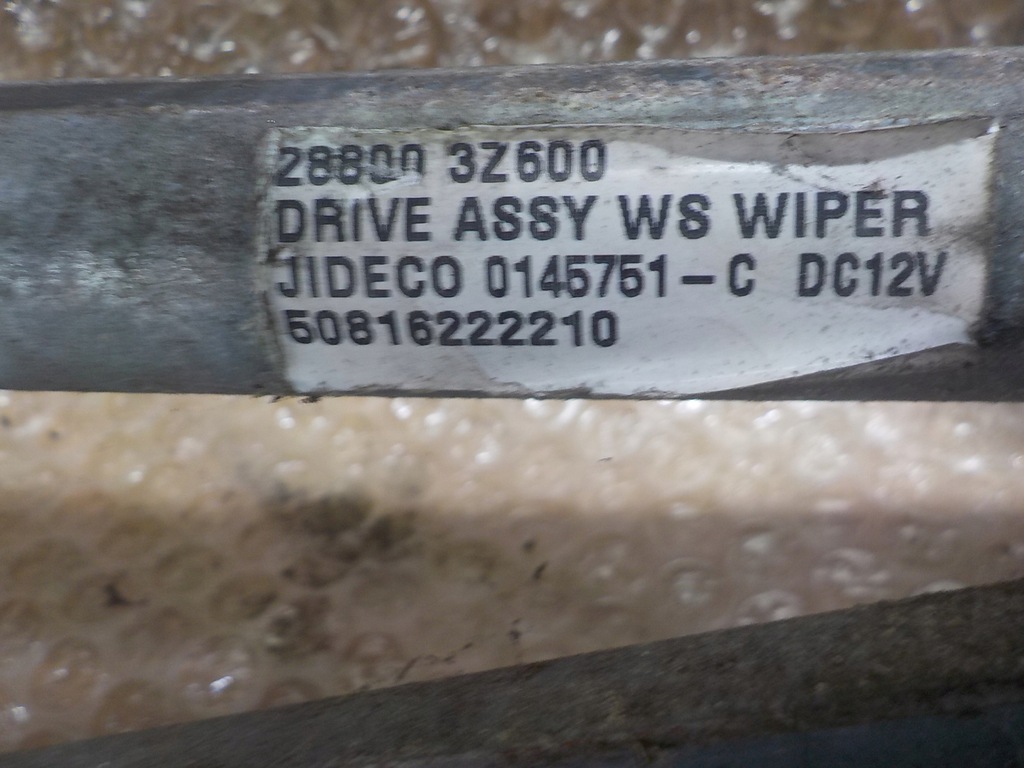 28800 3Z600
DRIVE ASSY WS WIPER
JIDECO 0145751-C DC12V
50816222210